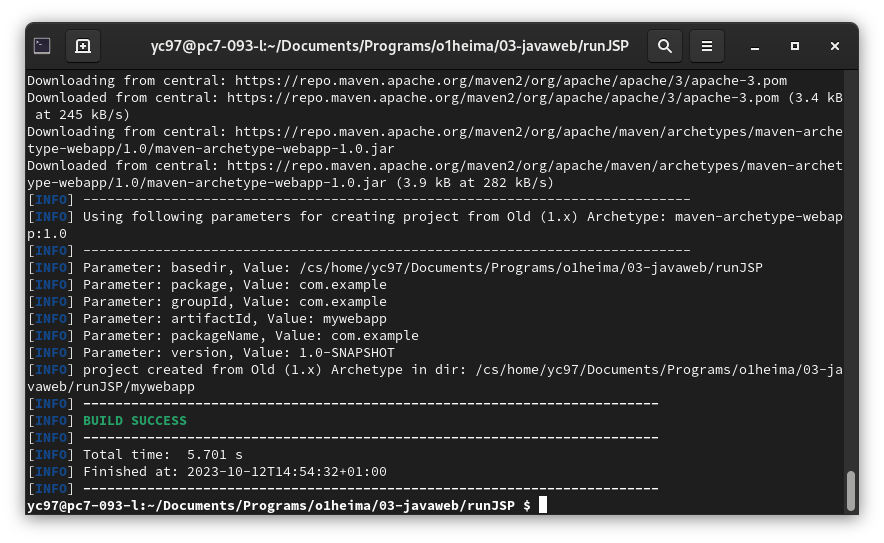 yc97@pc7-093-l:~/Documents/Programs/o1heima/03-javaweb/runJSP
Downloading from central: https://repo.maven.apache.org/maven2/org/apache/apache/3/apache-3.pom
Downloaded from central: https://repo.maven.apache.org/maven2/org/apache/apache/3/apache-3.pom (3.4 kB
 at 245 kB/s)
Downloading from central: https://repo.maven.apache.org/maven2/org/apache/maven/archetypes/maven-arche
type-webapp/1.0/maven-archetype-webapp-1.0.jar
Downloaded from central: https://repo.maven.apache.org/maven2/org/apache/maven/archetypes/maven-archet
ype-webapp/1.0/maven-archetype-webapp-1.0.jar (3.9 kB at 282 kB/s)
[INFO] ----------------------------------------------------------------------------
[INFO] Using following parameters for creating project from Old (1.x) Archetype: maven-archetype-webap
p:1.0
[INFO] ----------------------------------------------------------------------------
[INFO] Parameter: basedir, Value: /cs/home/yc97/Documents/Programs/o1heima/03-javaweb/runJSP
[INFO] Parameter: package, Value: com.example
[INFO] Parameter: groupId, Value: com.example
[INFO] Parameter: artifactId, Value: mywebapp
[INFO] Parameter: packageName, Value: com.example
[INFO] Parameter: version, Value: 1.0-SNAPSHOT
[INFO] project created from Old (1.x) Archetype in dir: /cs/home/yc97/Documents/Programs/o1heima/03-ja
vaweb/runJSP/mywebapp
[INFO] ------------------------------------------------------------------------
[INFO] BUILD SUCCESS
[INFO] ------------------------------------------------------------------------
[INFO] Total time:  5.701 s
[INFO] Finished at: 2023-10-12T14:54:32+01:00
[INFO] ------------------------------------------------------------------------
yc97@pc7-093-l:~/Documents/Programs/o1heima/03-javaweb/runJSP $